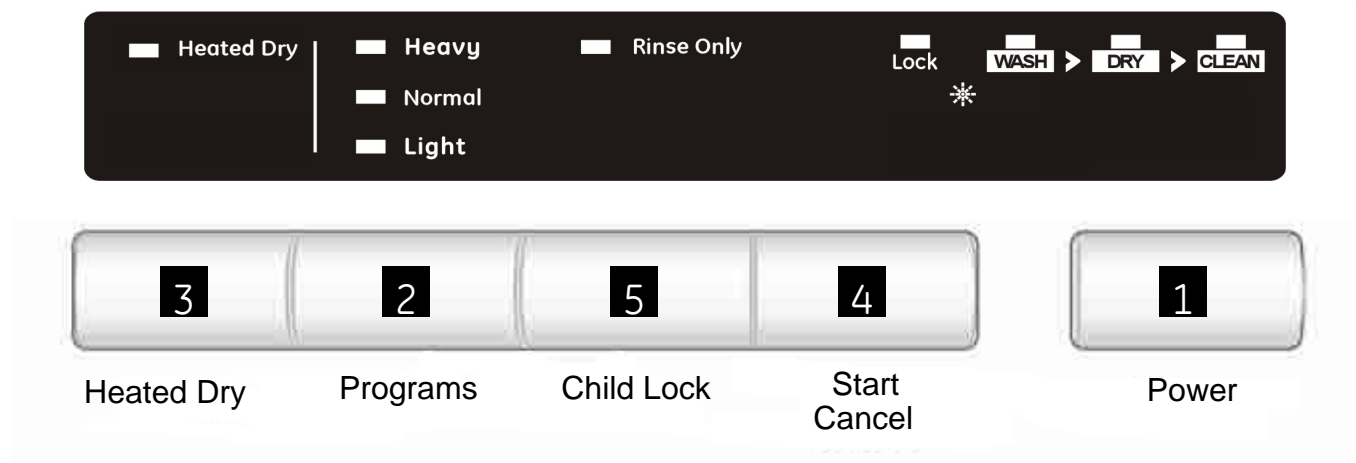 Heated Dry
Heavy
Rinse Only
Lock
WASH > DRY > CLEAN
Normal
Light
3 2 5 4 1
Heated Dry
Programs
Child Lock
Start
Cancel
Power